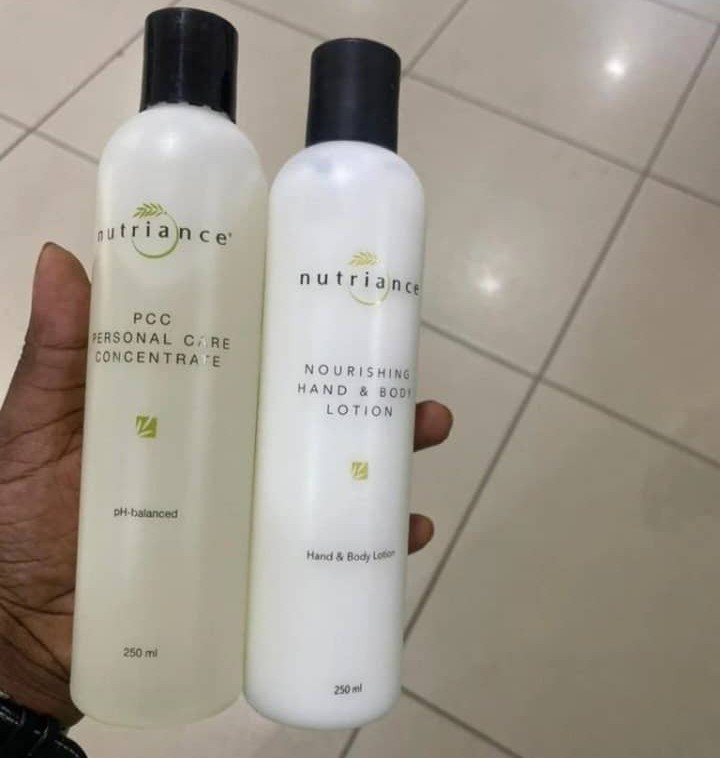 nutriance®
PCC
PERSONAL CARE
CONCENTRATE
pH-balanced
250 ml
nutriance
NOURISHING
HAND & BODY
LOTION
Hand & Body Lotion
250 ml